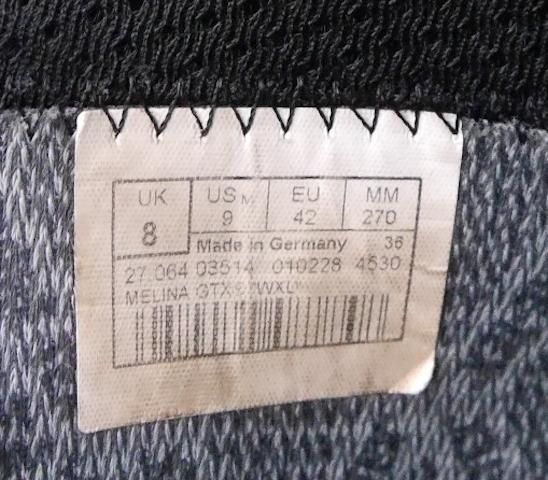 UK US M. EU MM
8 9 42 270
Made in Germany 36
27 064 03514 010228 4530
MELINA GTX